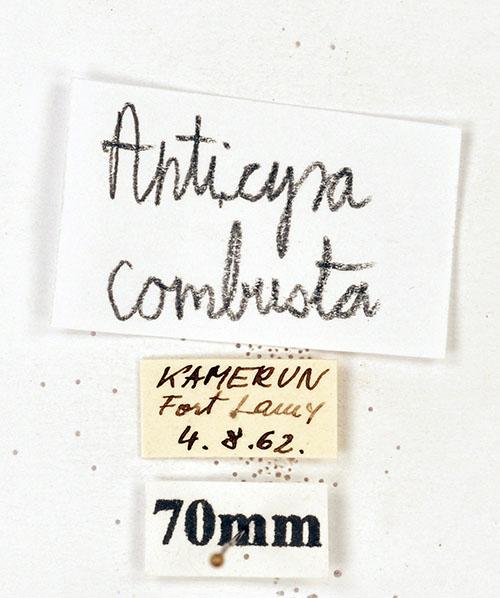 Anticyra
combusta
KAMERUN
Fort Lamy
4.8.62.
70mm